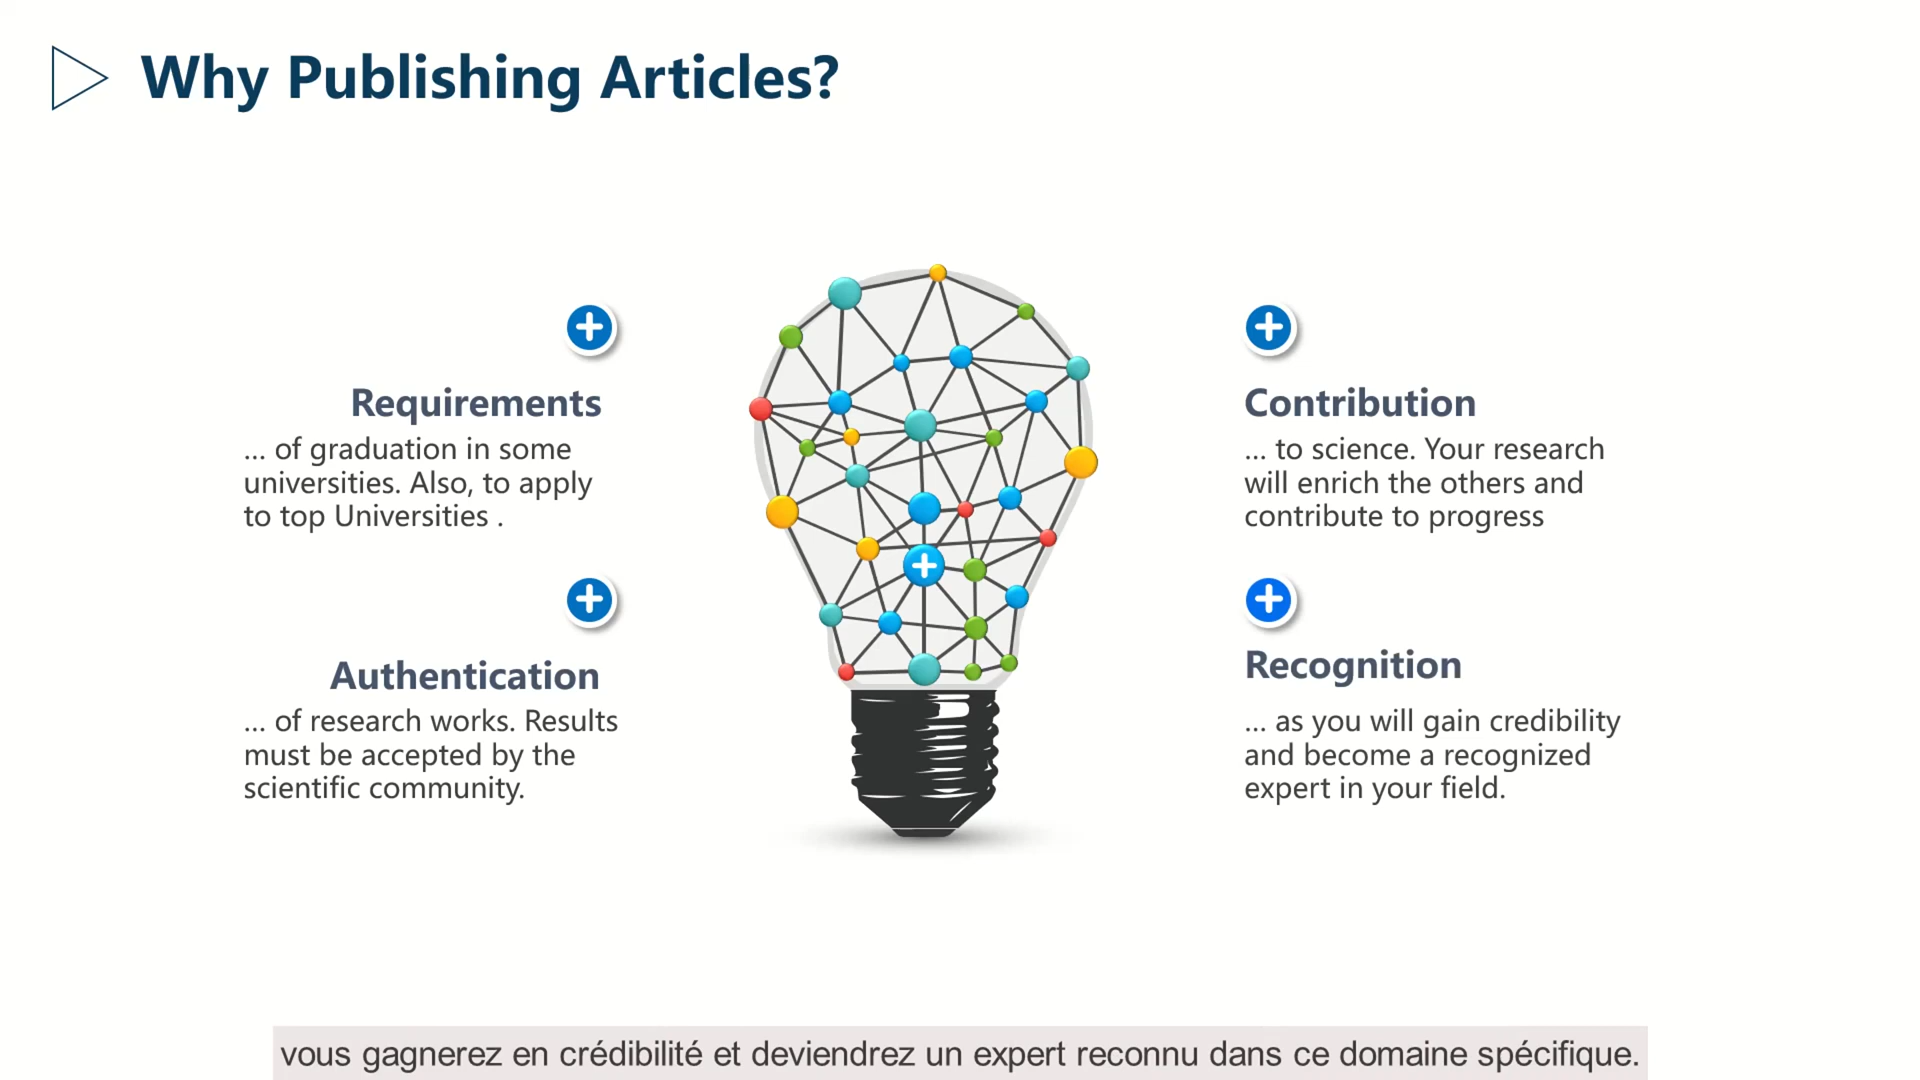 Why Publishing Articles?
Requirements
... of graduation in some
universities. Also, to apply
to top Universities .
Authentication
... of research works. Results
must be accepted by the
scientific community.
Contribution
... to science. Your research
will enrich the others and
contribute to progress
Recognition
... as you will gain credibility
and become a recognized
expert in your field.
vous gagnerez en crédibilité et deviendrez un expert reconnu dans ce domaine spécifique.